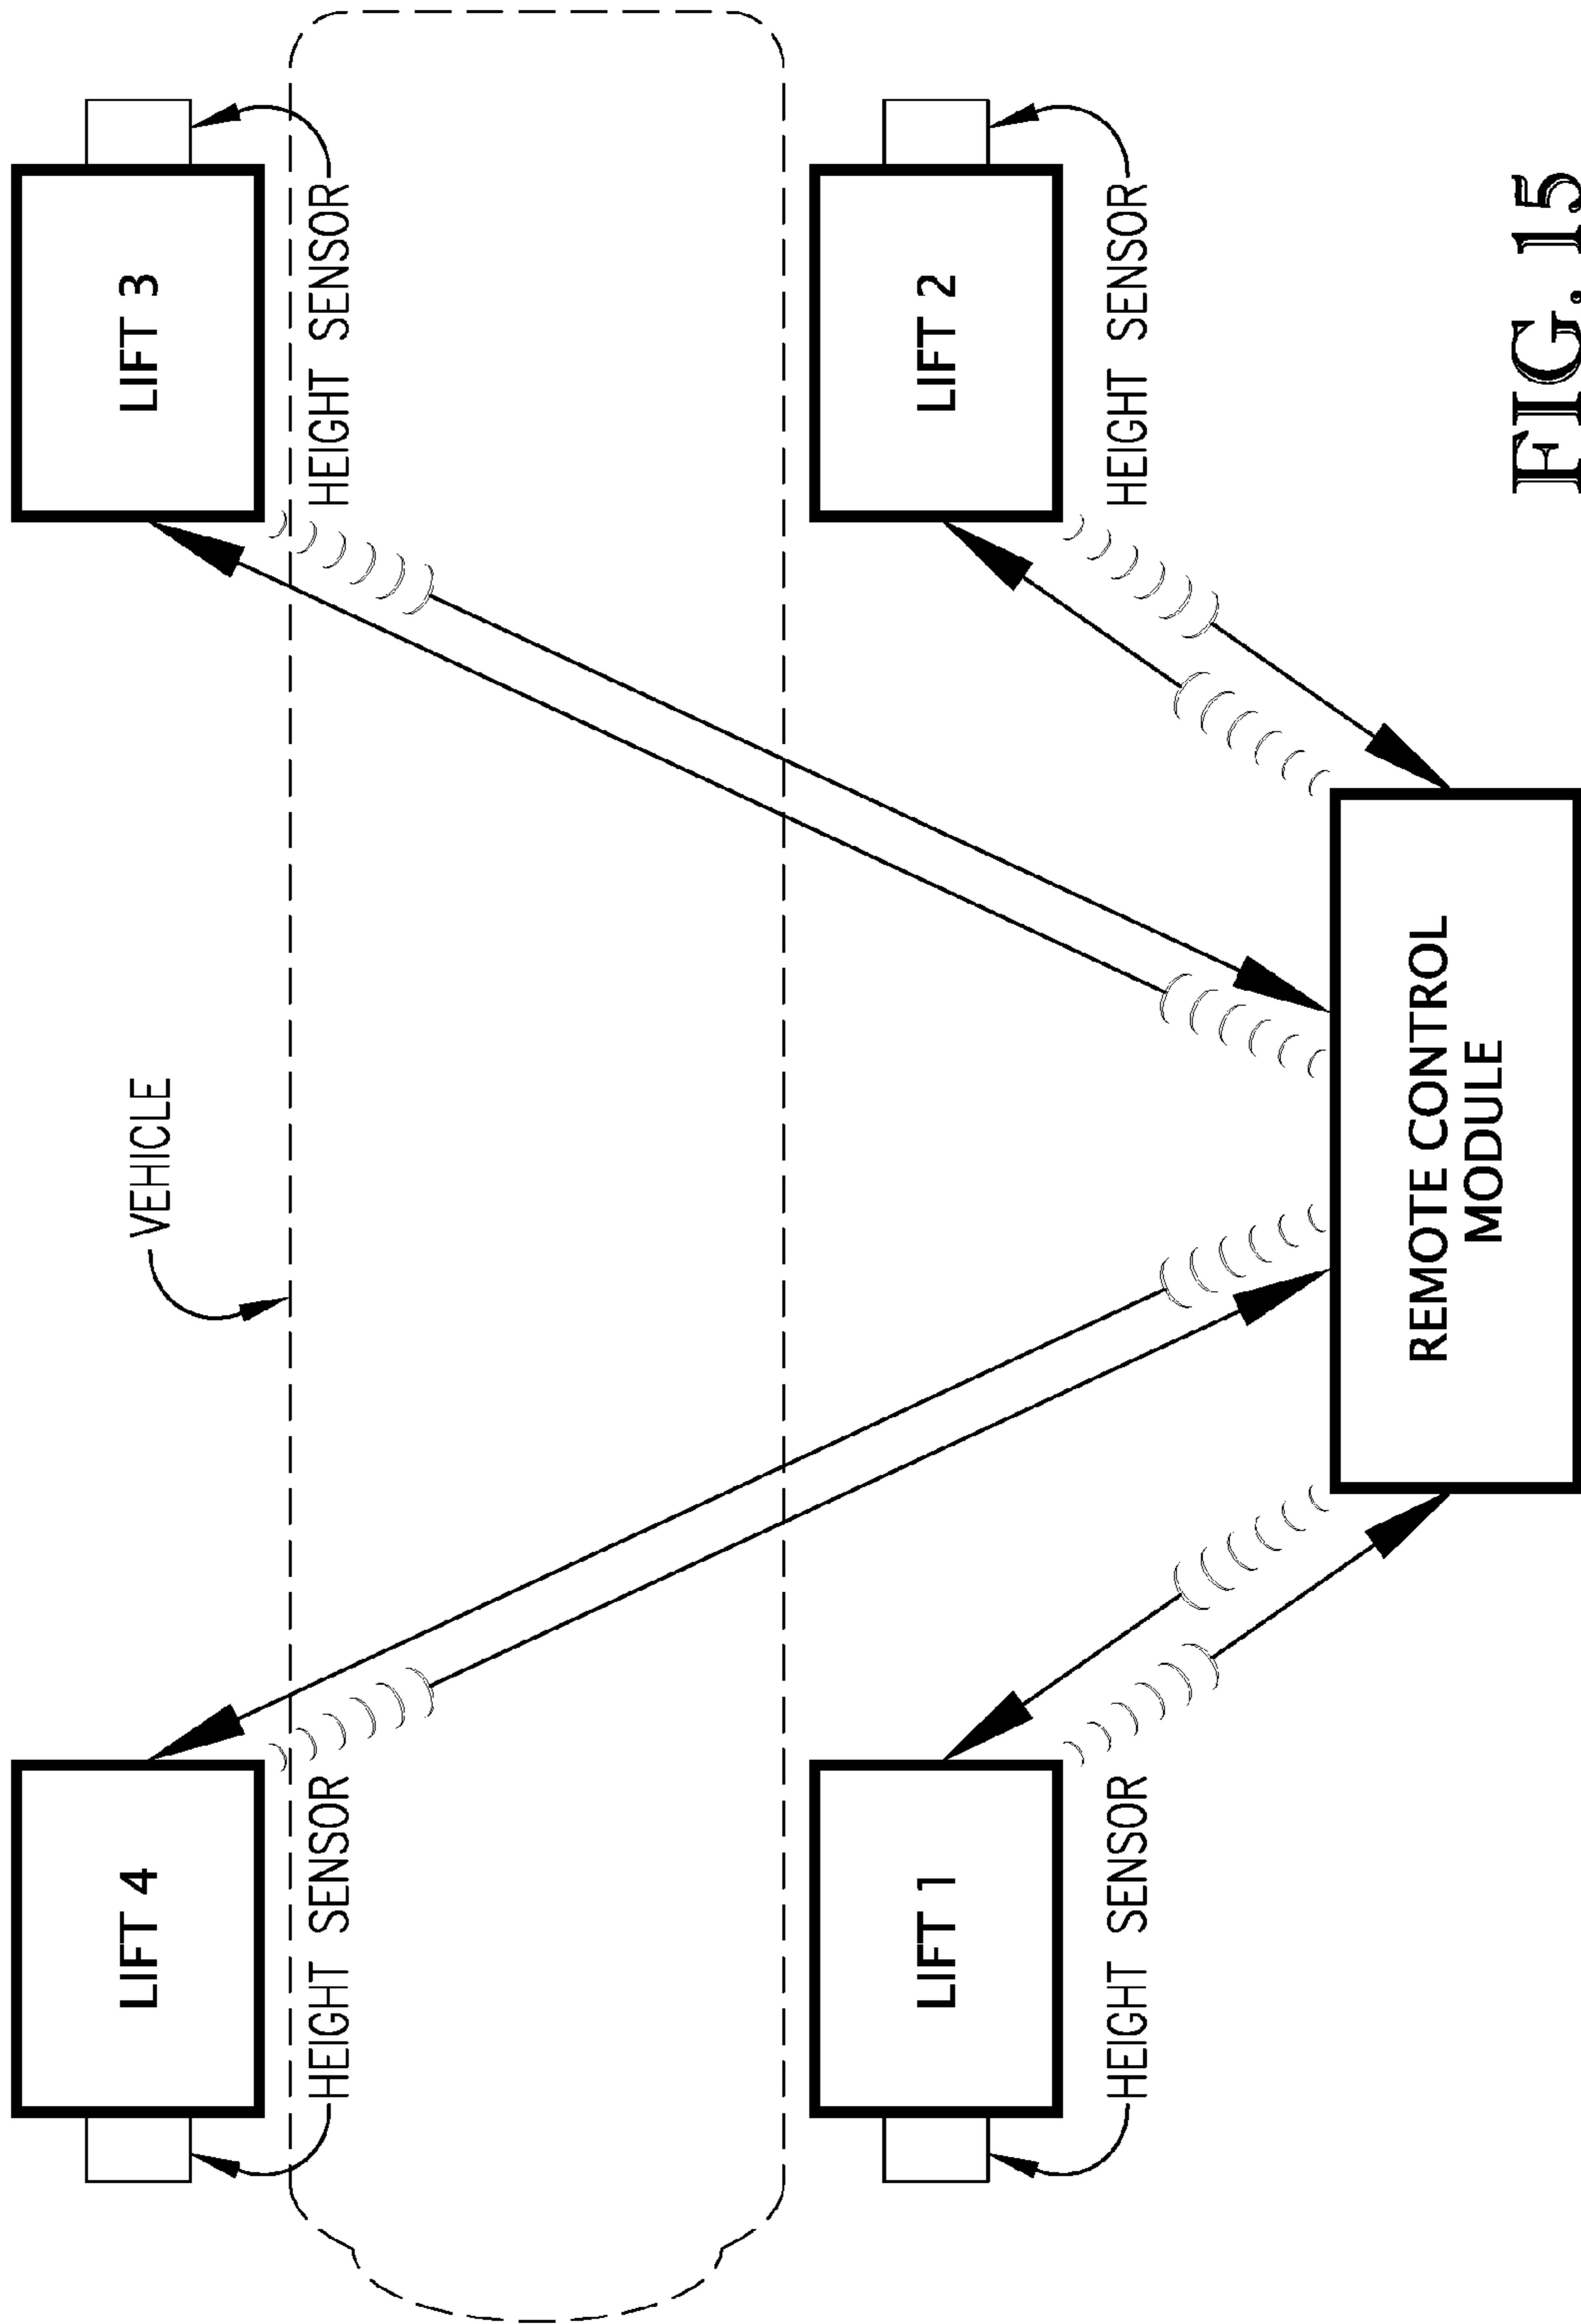 VEHICLE
LIFT 4
LIFT 3
HEIGHT SENSOR
HEIGHT SENSOR
LIFT 1
LIFT 2
HEIGHT SENSOR
HEIGHT SENSOR
REMOTE CONTROL
MODULE
FIG. 15